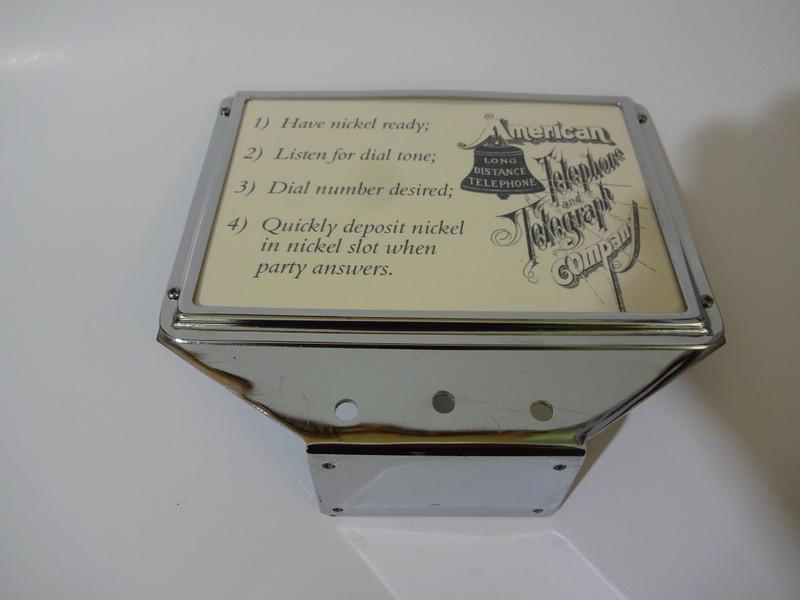 1) Have nickel ready;
2) Listen for dial tone;
3) Dial number desired;
4) Quickly deposit nickel
in nickel slot when
party answers.
American
LONG
DISTANCE
TELEPHONE
Telephone
and
Telegraph
Company